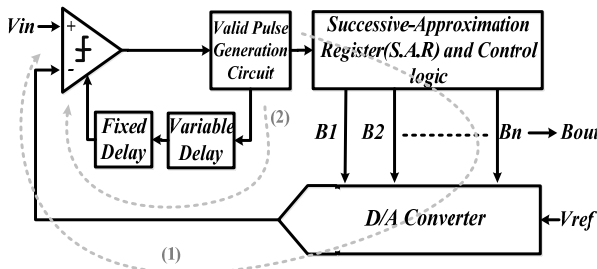 Vin
+
-
Valid Pulse
Generation
Circuit
Successive-Approximation
Register(S.A.R) and Control
logic
Fixed
Delay
Variable
Delay
(2)
B1
B2
Bn
Bout
D/A Converter
Vref
(1)